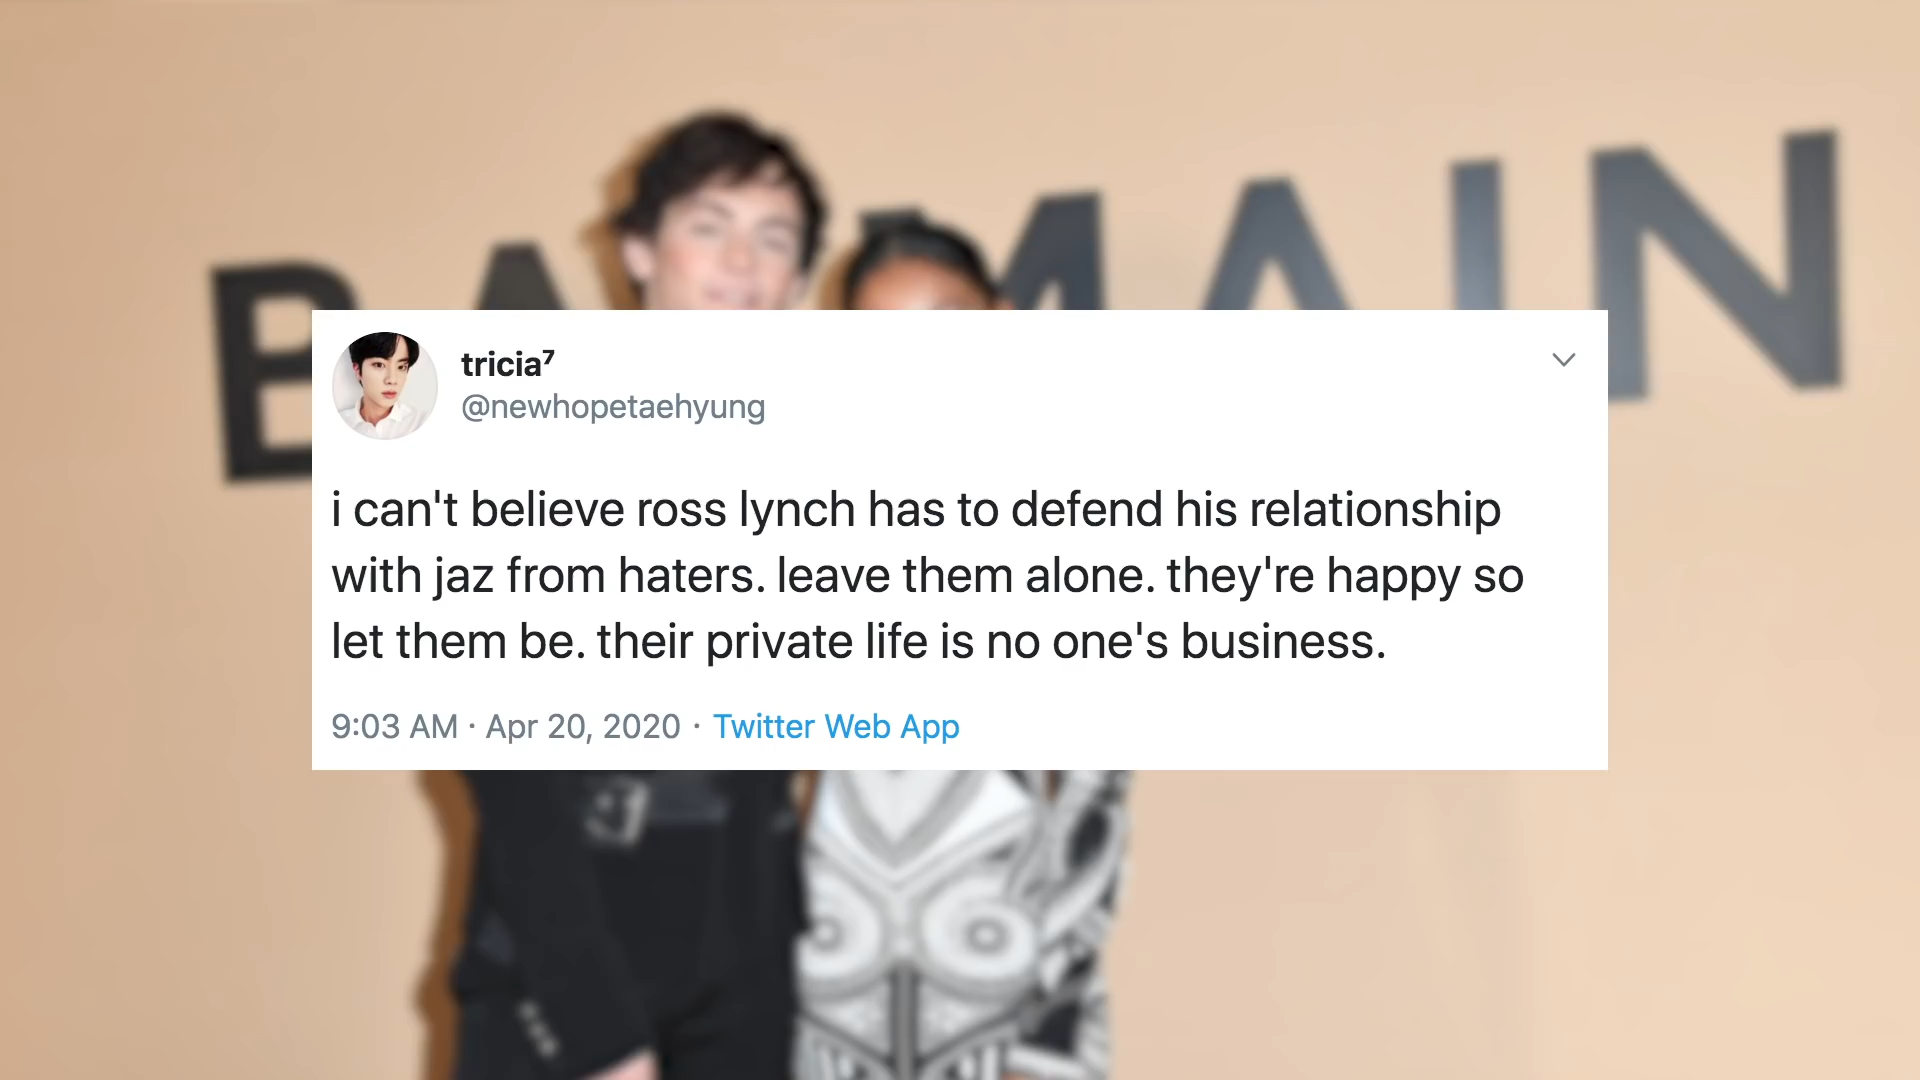 BALMAIN
tricia⁷
@newhopetaehyung
i can't believe ross lynch has to defend his relationship
with jaz from haters. leave them alone. they're happy so
let them be. their private life is no one's business.
9:03 AM · Apr 20, 2020 · Twitter Web App